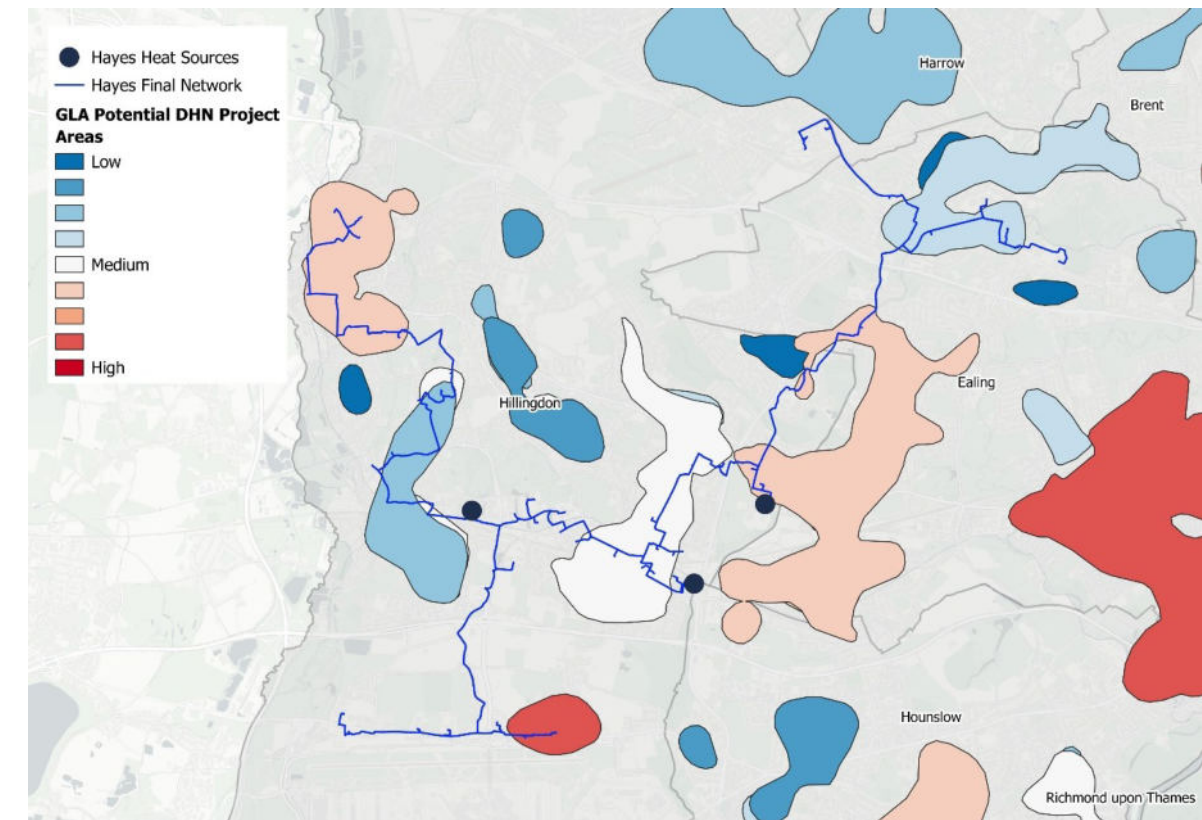 Hayes Heat Sources
Hayes Final Network
GLA Potential DHN Project
Areas
Low
Medium
High
Harrow
Brent
Ealing
Hillingdon
Hounslow
Richmond upon Thames